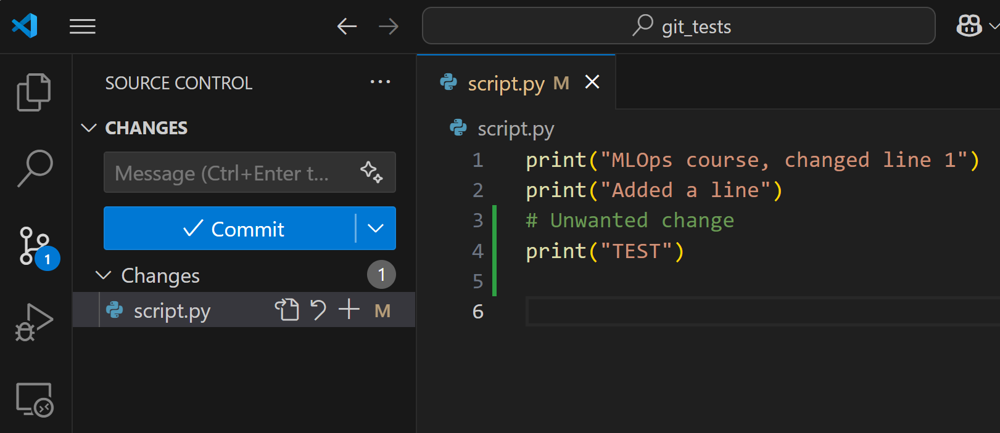 git_tests
SOURCE CONTROL ...
CHANGES
Message (Ctrl+Enter t...
Commit
1
Changes 1
script.py M
script.py M
script.py
1 print("MLOps course, changed line 1")
2 print("Added a line")
3 # Unwanted change
4 print("TEST")
5
6